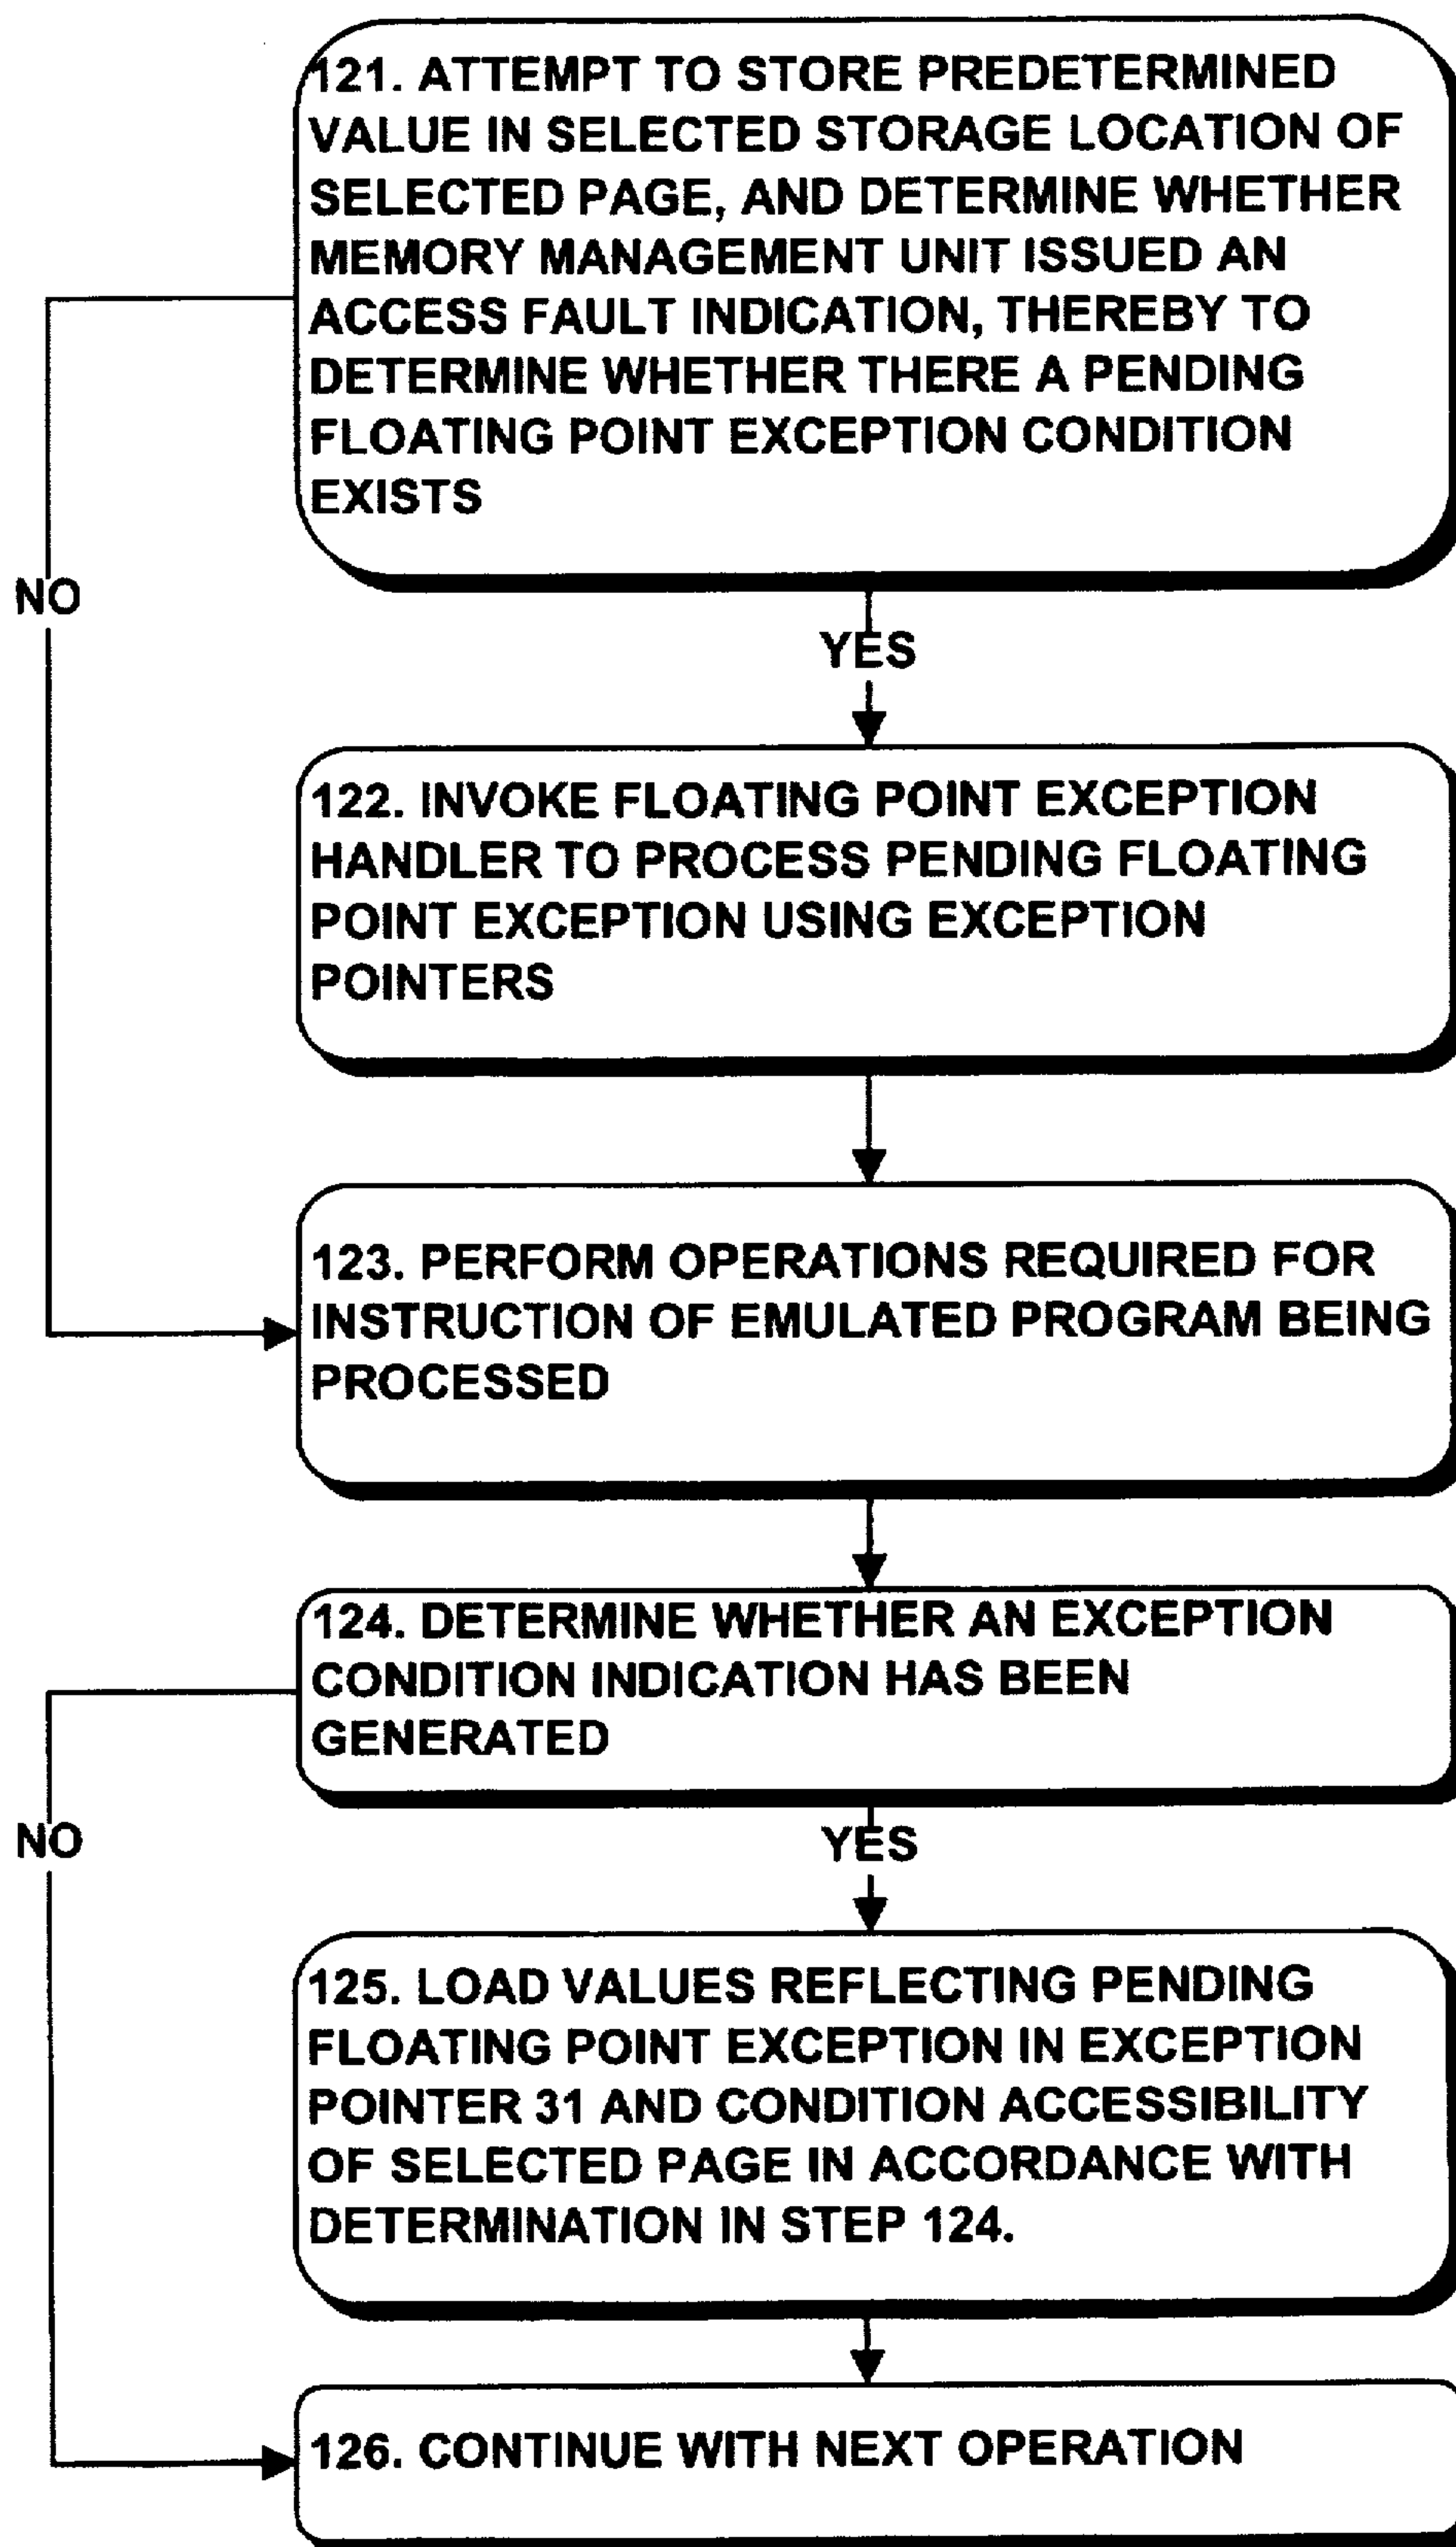 121. ATTEMPT TO STORE PREDETERMINED
VALUE IN SELECTED STORAGE LOCATION OF
SELECTED PAGE, AND DETERMINE WHETHER
MEMORY MANAGEMENT UNIT ISSUED AN
ACCESS FAULT INDICATION, THEREBY TO
DETERMINE WHETHER THERE A PENDING
FLOATING POINT EXCEPTION CONDITION
EXISTS
NO
YES
122. INVOKE FLOATING POINT EXCEPTION
HANDLER TO PROCESS PENDING FLOATING
POINT EXCEPTION USING EXCEPTION
POINTERS
123. PERFORM OPERATIONS REQUIRED FOR
INSTRUCTION OF EMULATED PROGRAM BEING
PROCESSED
124. DETERMINE WHETHER AN EXCEPTION
CONDITION INDICATION HAS BEEN
GENERATED
NO
YES
125. LOAD VALUES REFLECTING PENDING
FLOATING POINT EXCEPTION IN EXCEPTION
POINTER 31 AND CONDITION ACCESSIBILITY
OF SELECTED PAGE IN ACCORDANCE WITH
DETERMINATION IN STEP 124.
126. CONTINUE WITH NEXT OPERATION